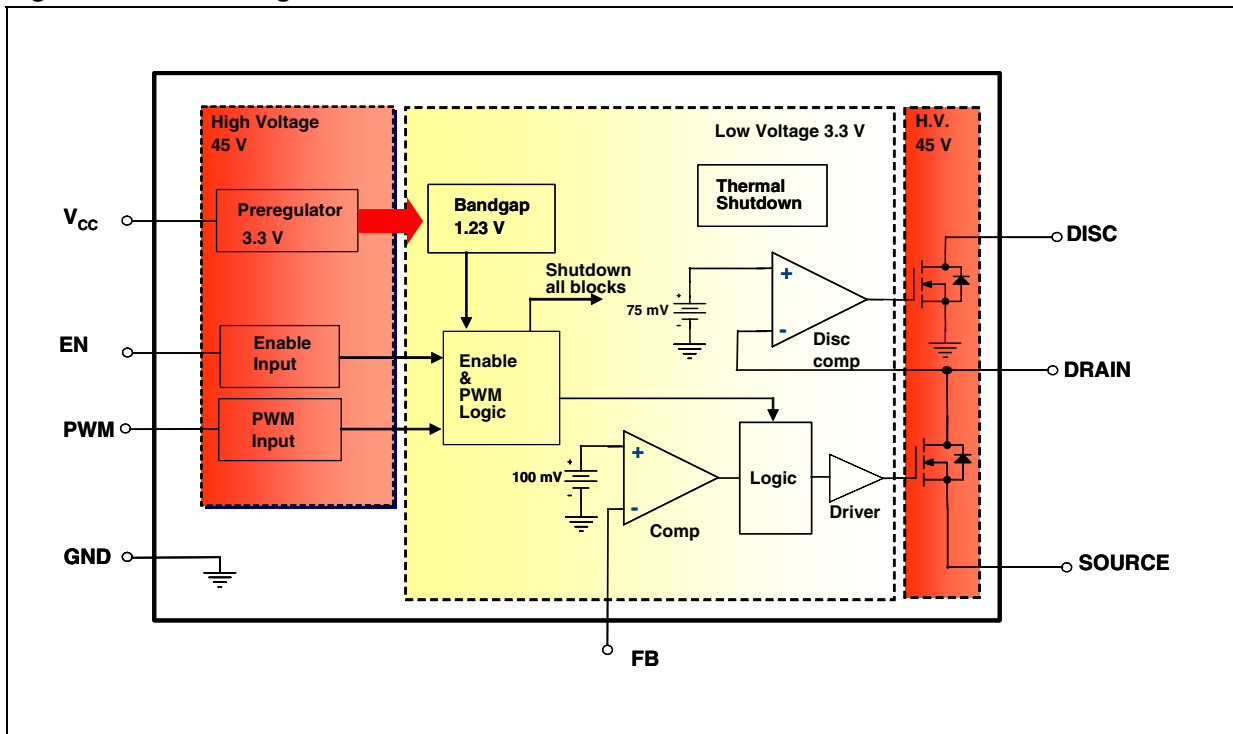 High Voltage
45 V
Low Voltage 3.3 V
H.V.
45 V
Thermal
Shutdown
VCC
Preregulator
3.3 V
Bandgap
1.23 V
DISC
Shutdown
all blocks
+
+
-
75 mV
-
Disc
comp
EN
Enable
Input
Enable
&
PWM
Logic
DRAIN
PWM
PWM
Input
+
+
-
100 mV
-
Comp
Logic
Driver
GND
SOURCE
FB